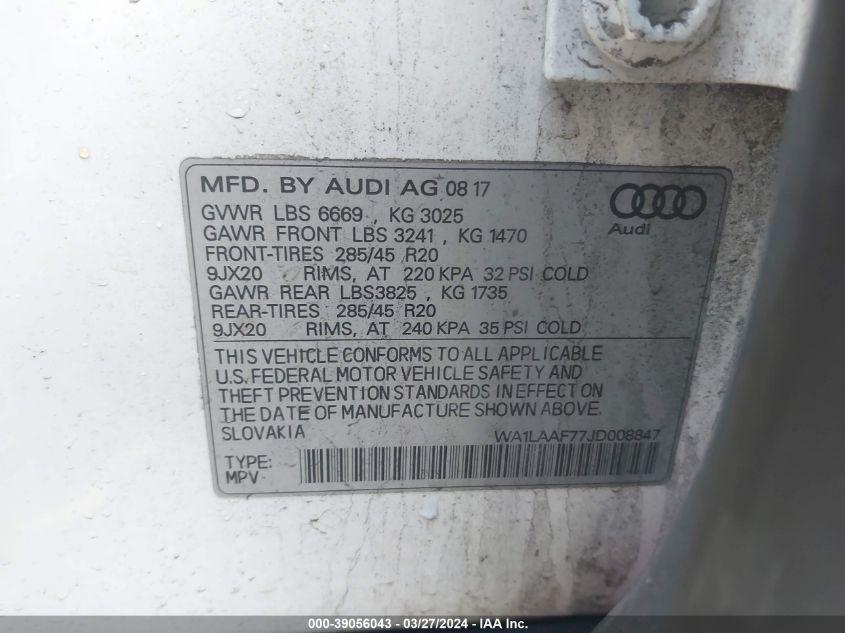 MFD. BY AUDI AG 08 17
GVWR LBS 6669, KG 3025
GAWR FRONT LBS 3241, KG 1470
FRONT-TIRES 285/45 R20
9JX20 RIMS, AT 220 KPA 32 PSI COLD
GAWR REAR LBS3825, KG 1735
REAR-TIRES 285/45 R20
9JX20 RIMS, AT 240 KPA 35 PSI COLD
Audi
THIS VEHICLE CONFORMS TO ALL APPLICABLE
U.S. FEDERAL MOTOR VEHICLE SAFETY AND
THEFT PREVENTION STANDARDS IN EFFECT ON
THE DATE OF MANUFACTURE SHOWN ABOVE.
SLOVAKIA WA1LAAF77JD008847
TYPE:
MPV
000-39056043 - 03/27/2024 - IAA Inc.